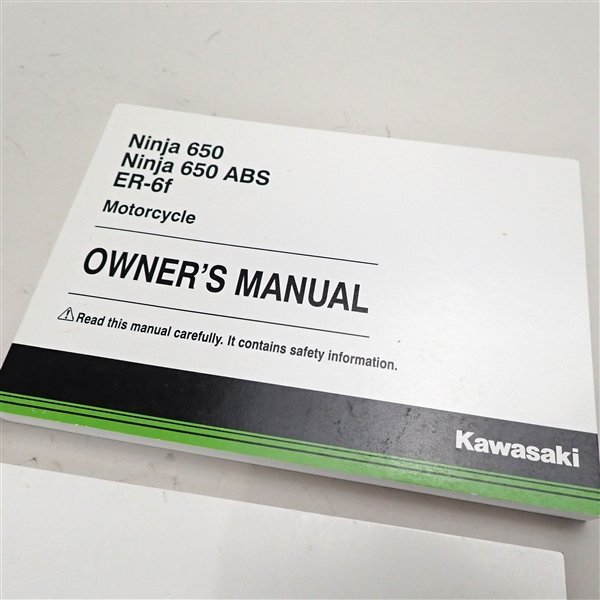 Ninja 650
Ninja 650 ABS
ER-6f
Motorcycle
OWNER'S MANUAL
⚠Read this manual carefully. It contains safety information.
Kawasaki